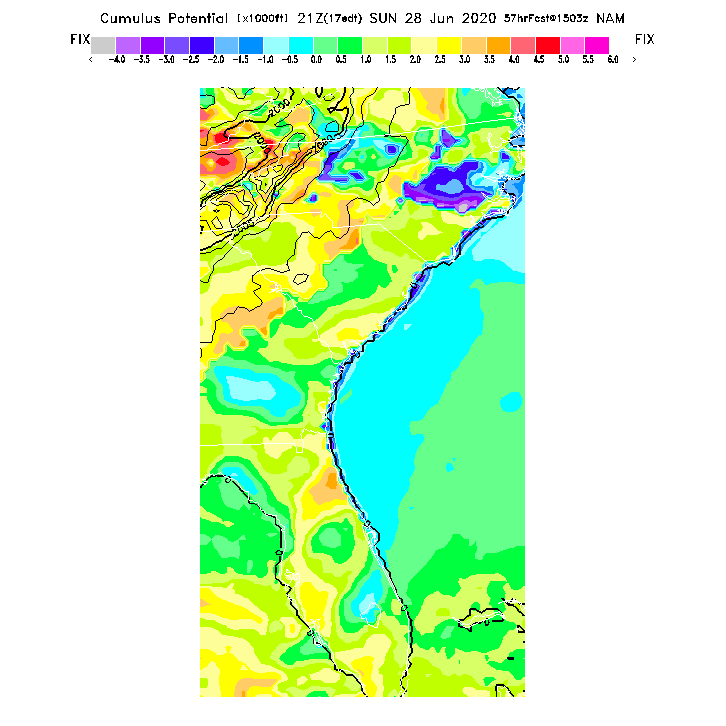 Cumulus Potential [x1000ft] 21Z(17edt) SUN 28 Jun 2020 57hrFcst@1503z NAM
FIX FIX
< -4.0 -3.5 -3.0 -2.5 -2.0 -1.5 -1.0 -0.5 0.0 0.5 1.0 1.5 2.0 2.5 3.0 3.5 4.0 4.5 5.0 5.5 6.0 >
2000